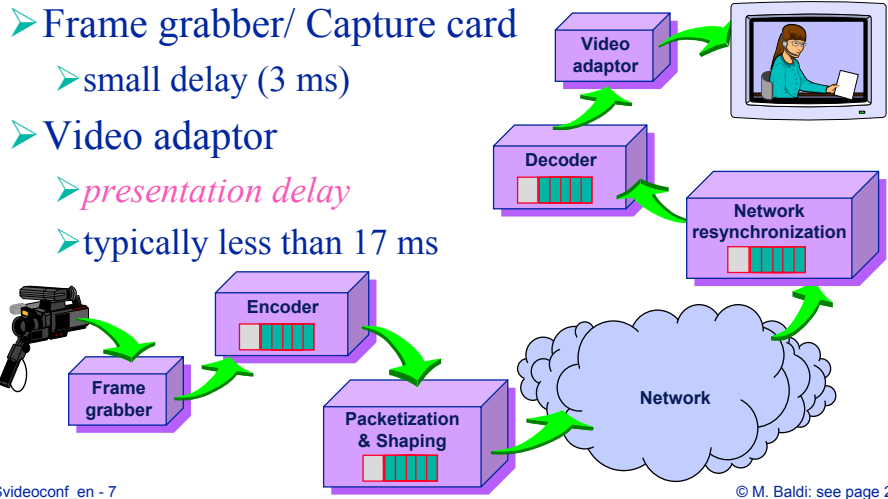 Frame grabber/ Capture card
small delay (3 ms)
Video adaptor
presentation delay
typically less than 17 ms
Video
adaptor
Decoder
Network
resynchronization
Encoder
Frame
grabber
Packetization
& Shaping
Network
videoconf_en - 7
© M. Baldi: see page 2